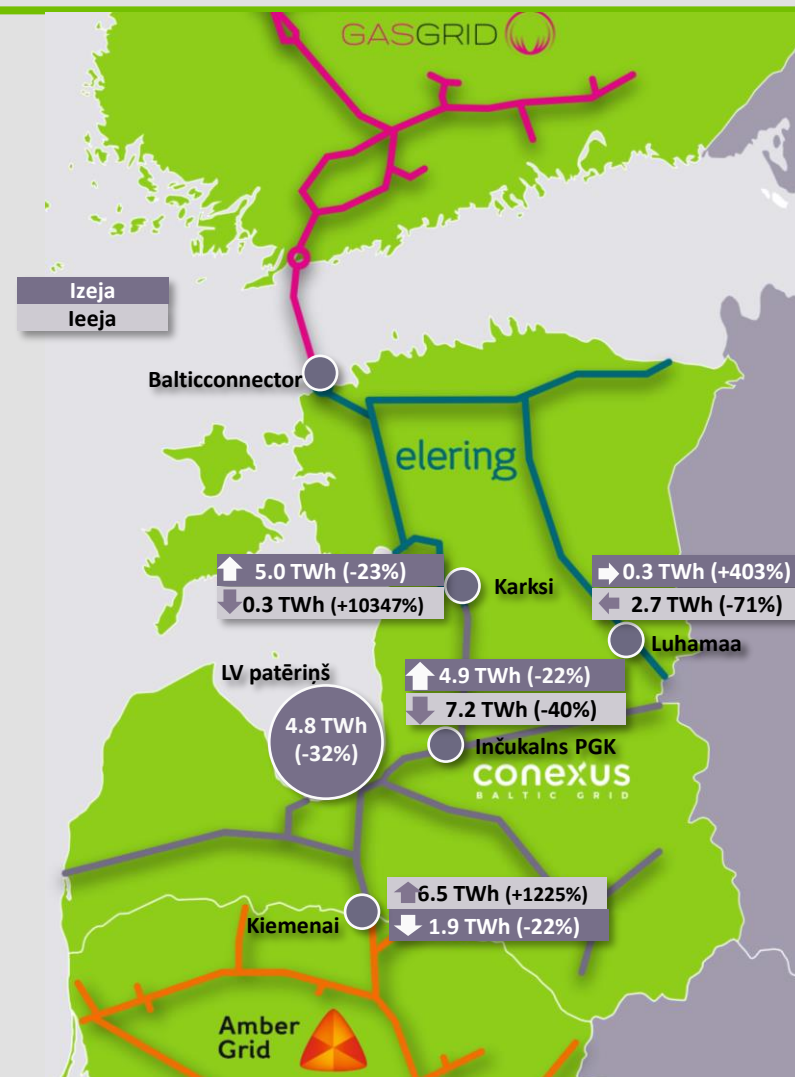 GASGRID
Izeja
Ieeja
Balticconnector
elering
5.0 TWh (-23%)
0.3 TWh (+10347%)
Karksi
0.3 TWh (+403%)
2.7 TWh (-71%)
Luhamaa
LV patēriņš
4.8 TWh
(-32%)
4.9 TWh (-22%)
7.2 TWh (-40%)
Inčukalns PGK
conexus
BALTIC GRID
6.5 TWh (+1225%)
1.9 TWh (-22%)
Kiemenai
Amber
Grid